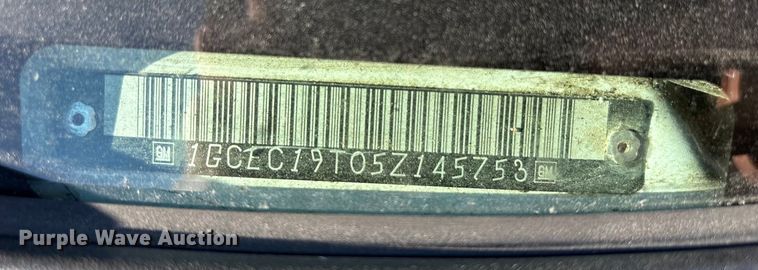 GM 1GCEC19T05Z145753 GM
Purple Wave Auction